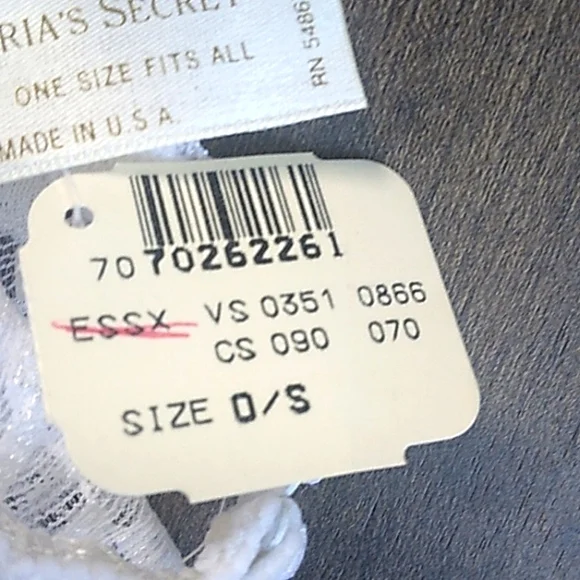 RIA'S SECRET
ONE SIZE FITS ALL
MADE IN U.S.A.
RN 5486
70 70262261
ESSX VS 0351 0866
CS 090 070
SIZE O/S